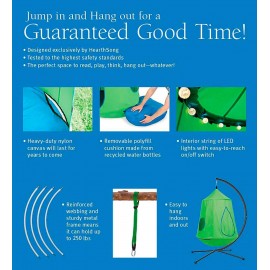 Jump in and Hang out for a
Guaranteed Good Time!
• Designed exclusively by HearthSong
• Tested to the highest safety standards
• The perfect space to read, play, think, hang out—whatever!
• Heavy-duty nylon
canvas will last for
years to come
• Removable polyfill
cushion made from
recycled water bottles
• Interior string of LED
lights with easy-to-reach
on/off switch
• Reinforced
webbing and
sturdy metal
frame means
it can hold up
to 250 lbs
• Easy to
hang
indoors
and out